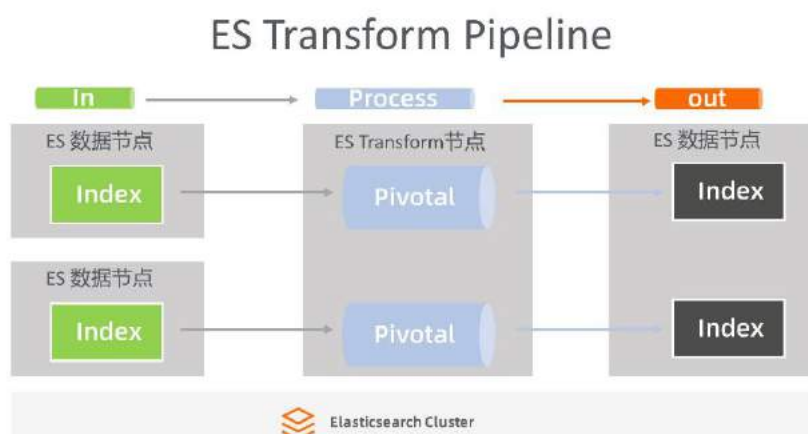 ES Transform Pipeline
In
Process
out
ES 数据节点
ES Transform节点
ES 数据节点
Index
Pivotal
Index
ES 数据节点
Index
Pivotal
Index
Elasticsearch Cluster